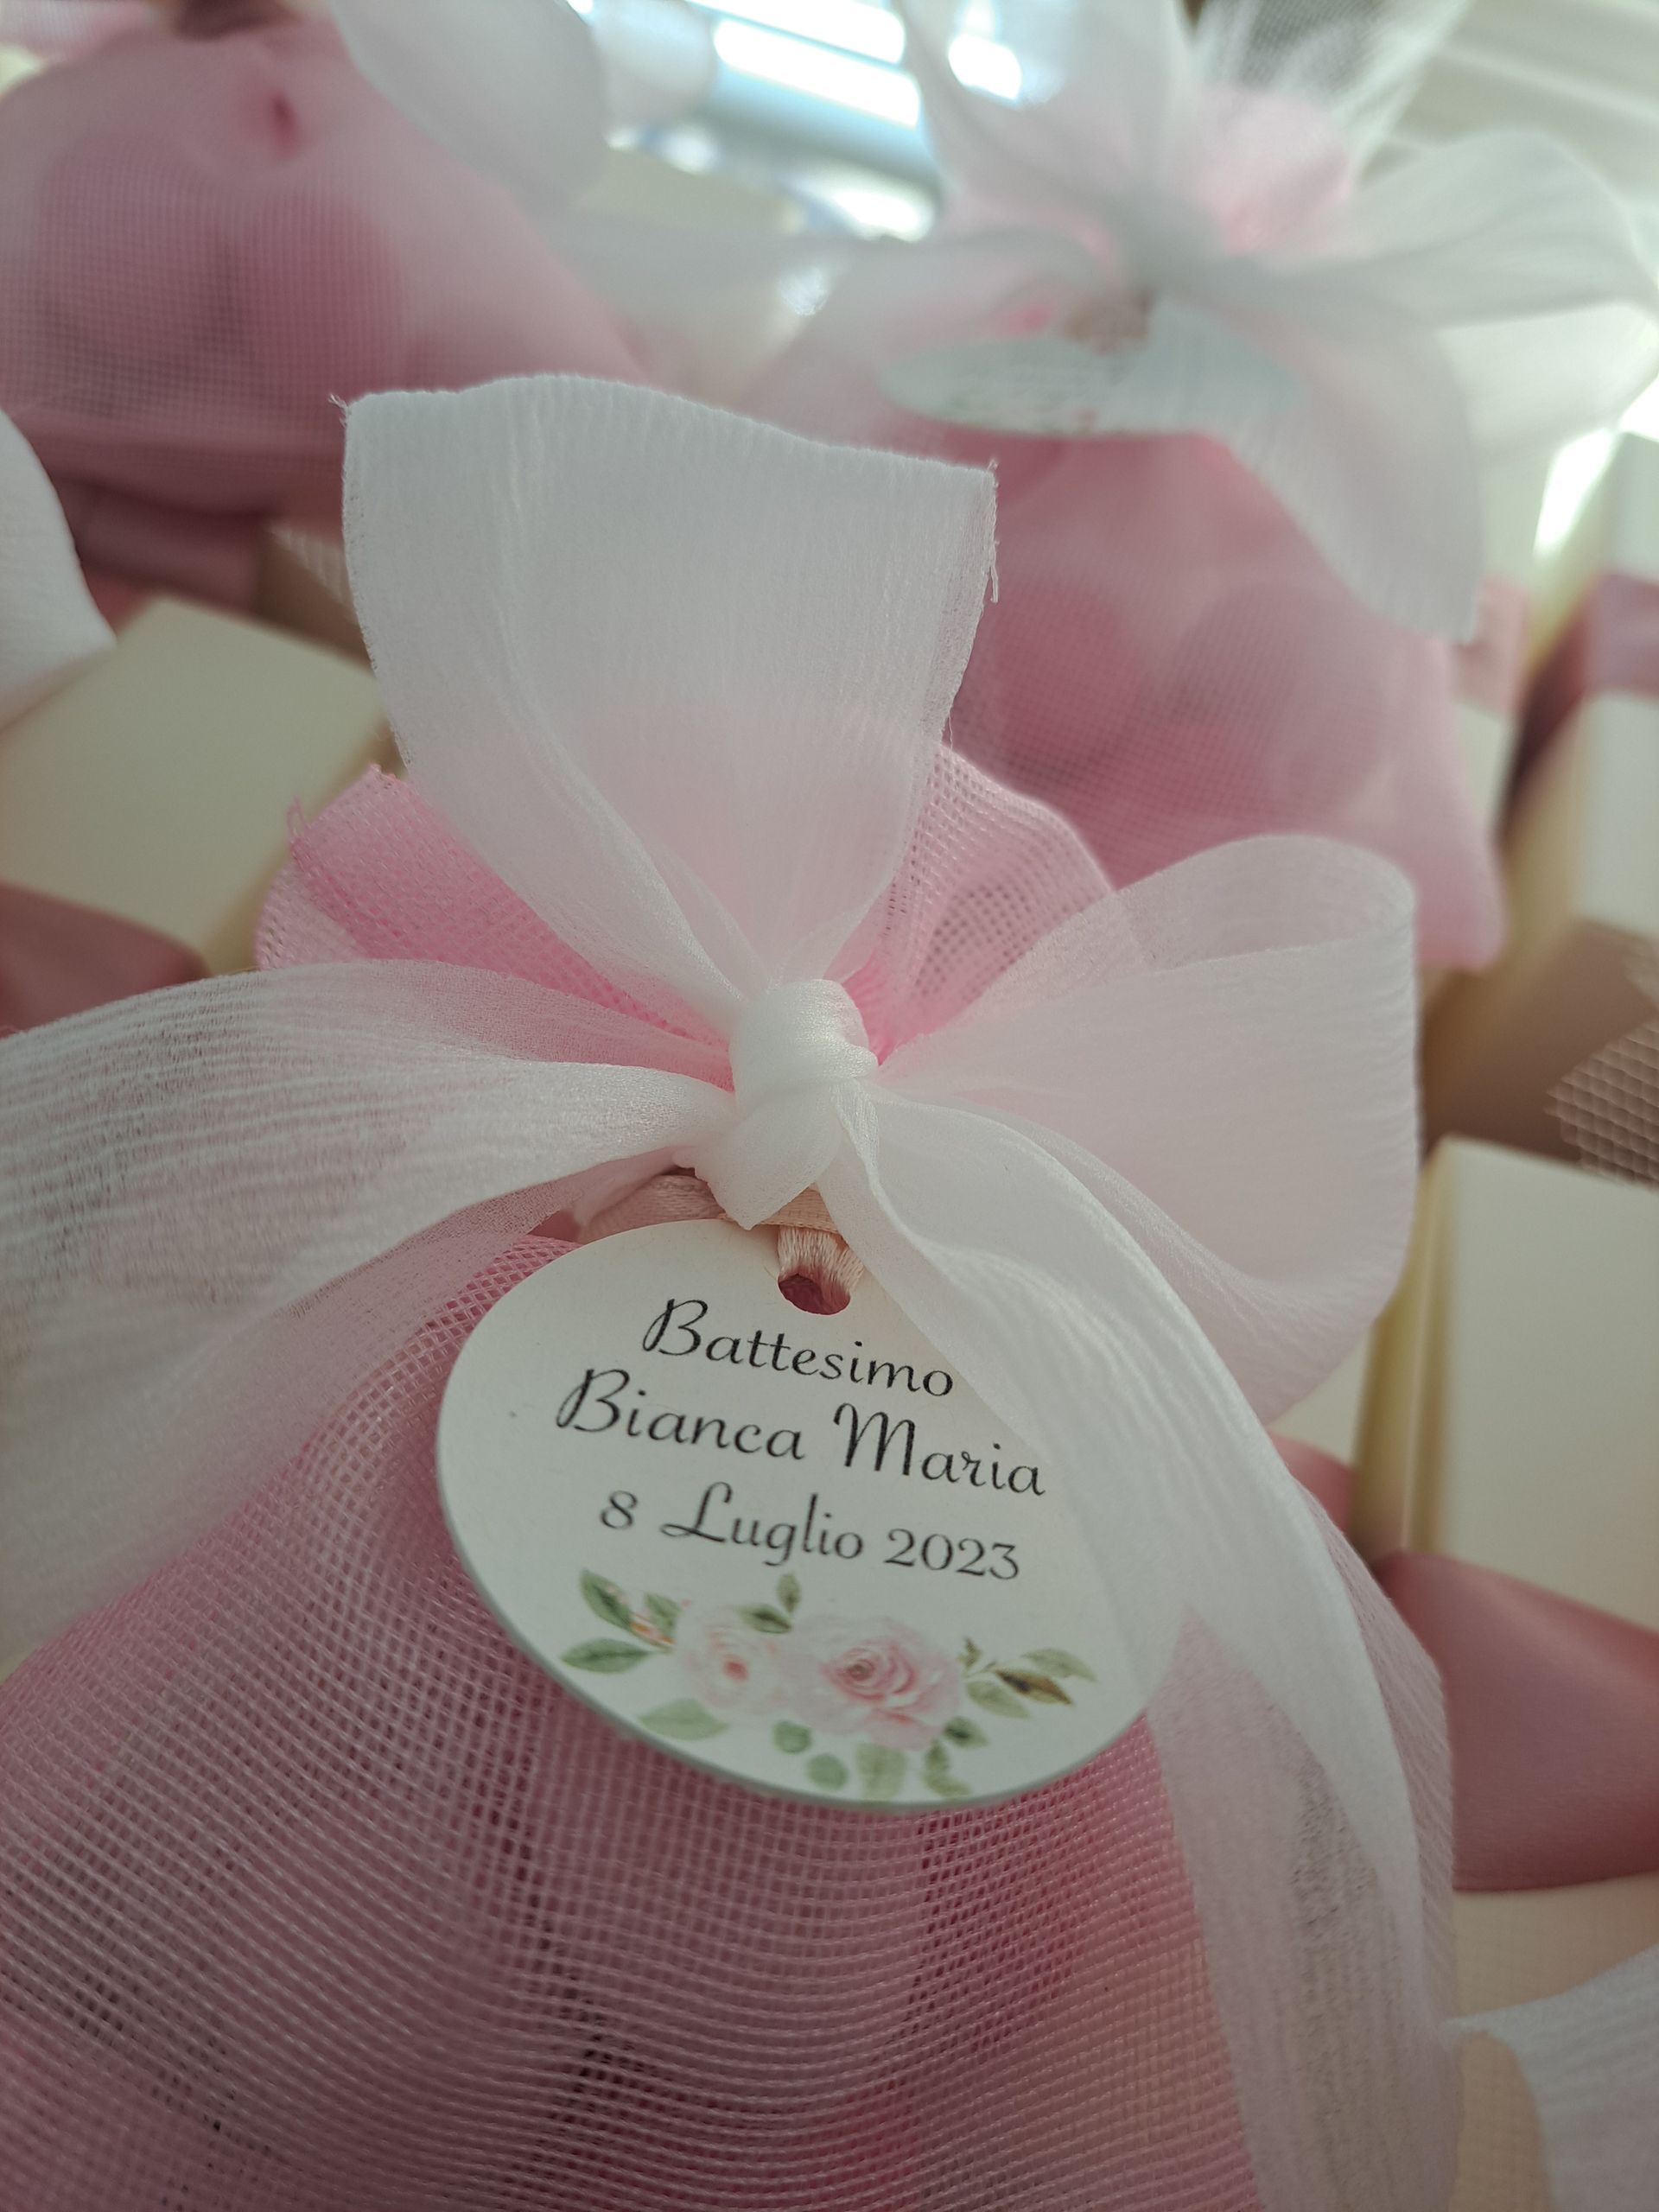 Battesimo
Bianca Maria
8 Luglio 2023